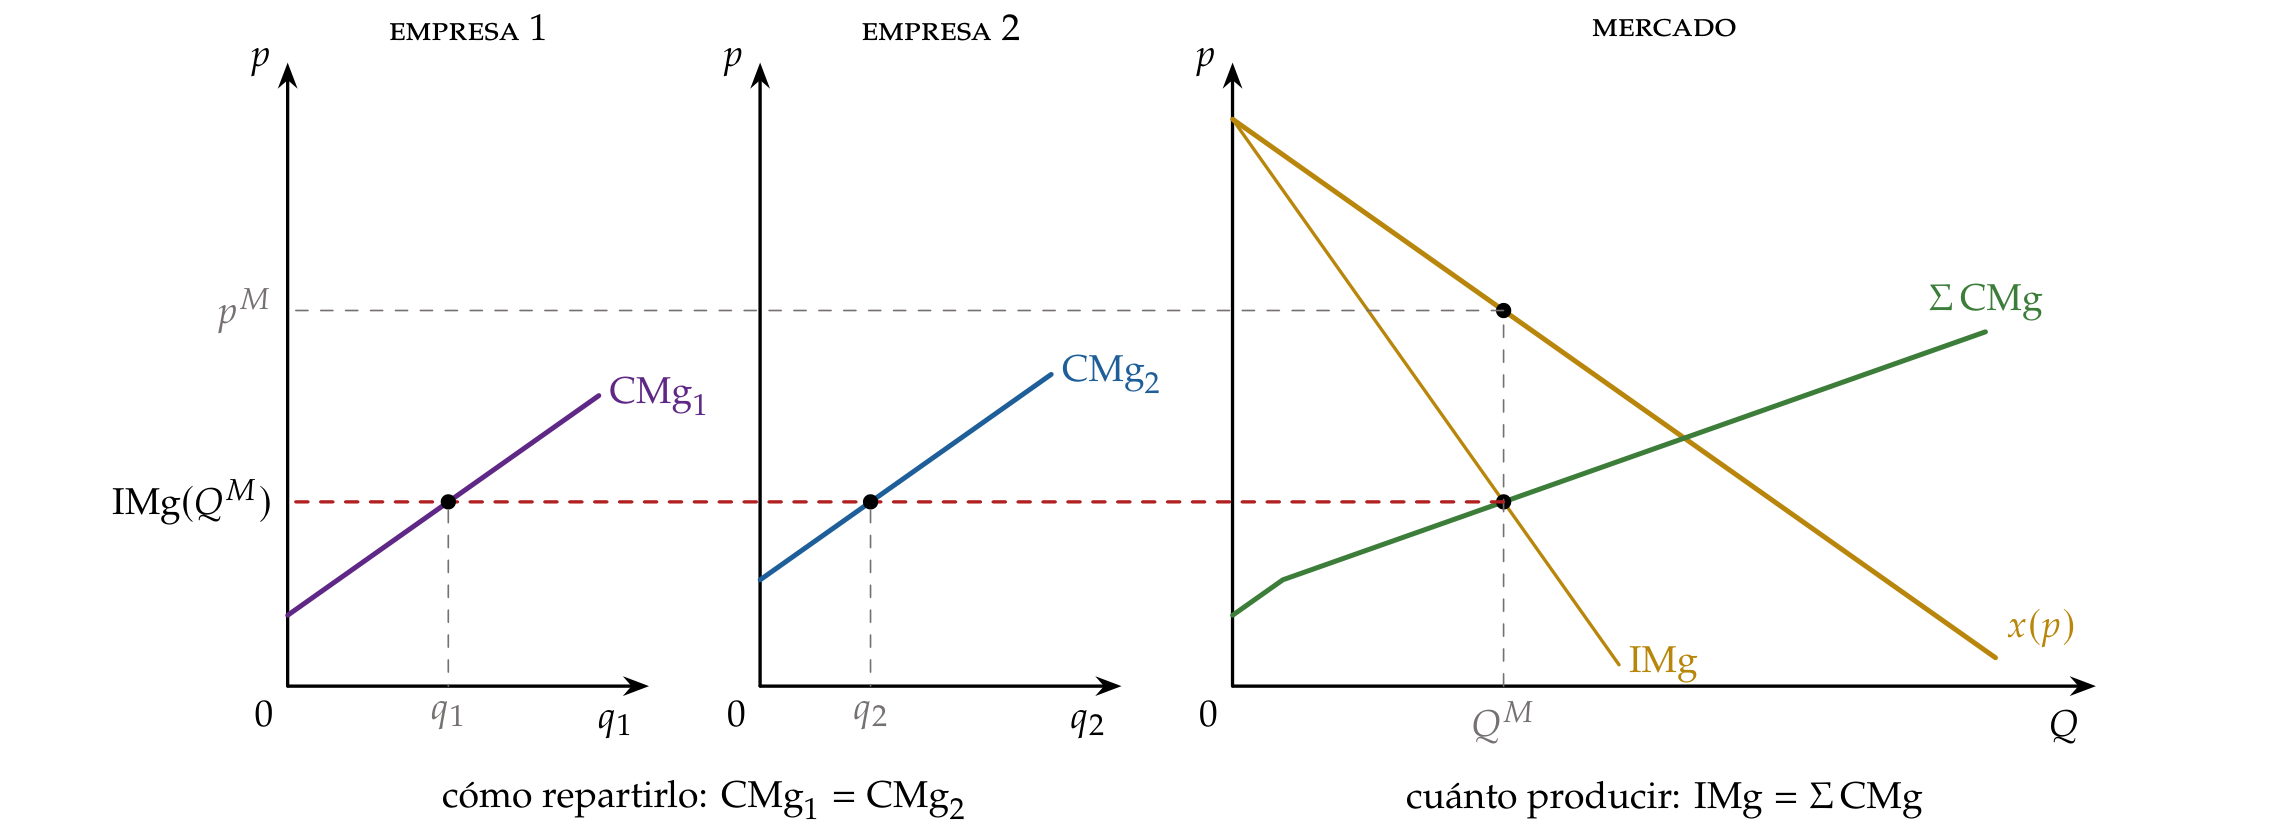 EMPRESA 1
EMPRESA 2
MERCADO
p
p
p
p^M
CMg₁
CMg₂
Σ CMg
IMg(Q^M)
x(p)
IMg
0
q₁
q₁
0
q₂
q₂
0
Q^M
Q
cómo repartirlo: CMg₁ = CMg₂
cuánto producir: IMg = Σ CMg